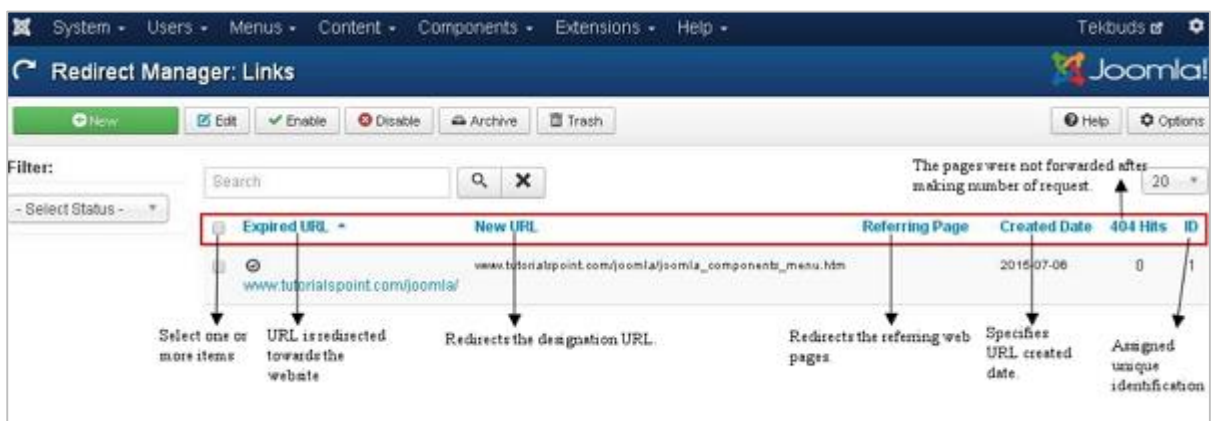 System Users Menus Content Components Extensions Help Tekbuds
Redirect Manager: Links Joomla!
New Edit Enable Disable Archive Trash Help Options
Filter:
- Select Status -
Search
The pages were not forwarded after
making number of request.
20
Expired URL New URL Referring Page Created Date 404 Hits ID
www.tutorialspoint.com/joomla/joomla_components_menu.htm 2015-07-06 0 1
www.tutorialspoint.com/joomla/
Select one or
more items
URL is redirected
towards the
website
Redirects the designation URL.
Redirects the referring web
pages.
Specifies
URL created
date.
Assigned
unique
identification